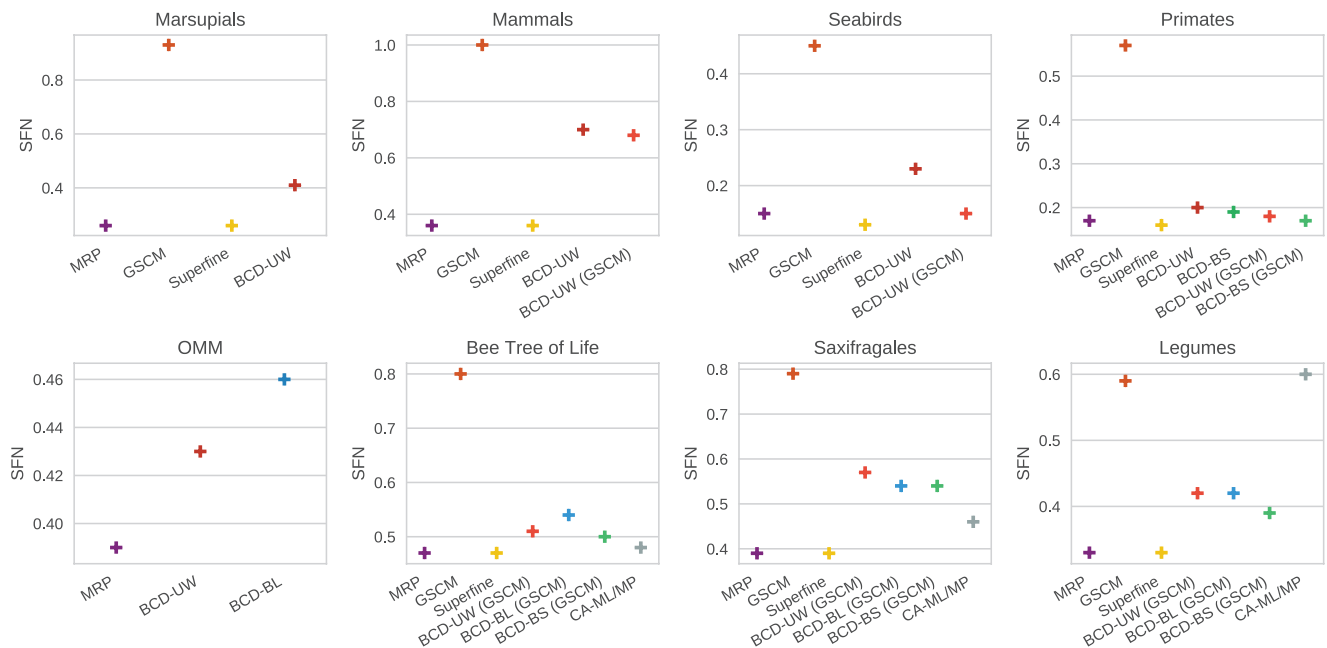 Marsupials
SFN
0.8
0.6
0.4
MRP
GSCM
Superfine
BCD-UW
Mammals
SFN
1.0
0.8
0.6
0.4
MRP
GSCM
Superfine
BCD-UW
BCD-UW (GSCM)
Seabirds
SFN
0.4
0.3
0.2
MRP
GSCM
Superfine
BCD-UW
BCD-UW (GSCM)
Primates
SFN
0.5
0.4
0.3
0.2
MRP
GSCM
Superfine
BCD-UW
BCD-BS
BCD-UW (GSCM)
BCD-BS (GSCM)
OMM
SFN
0.46
0.44
0.42
0.40
MRP
BCD-UW
BCD-BL
Bee Tree of Life
SFN
0.8
0.7
0.6
0.5
MRP
GSCM
Superfine
BCD-UW (GSCM)
BCD-BL (GSCM)
BCD-BS (GSCM)
CA-ML/MP
Saxifragales
SFN
0.8
0.7
0.6
0.5
0.4
MRP
GSCM
Superfine
BCD-UW (GSCM)
BCD-BL (GSCM)
BCD-BS (GSCM)
CA-ML/MP
Legumes
SFN
0.6
0.5
0.4
MRP
GSCM
Superfine
BCD-UW (GSCM)
BCD-BL (GSCM)
BCD-BS (GSCM)
CA-ML/MP